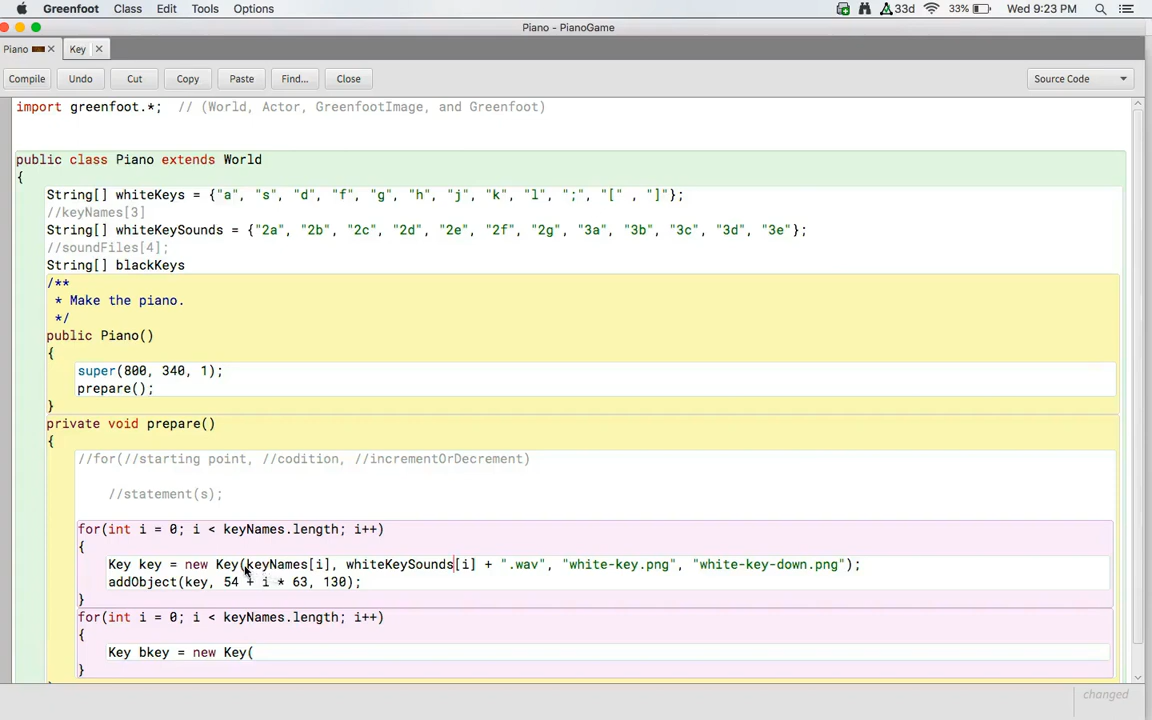 Greenfoot Class Edit Tools Options 33d 33% Wed 9:23 PM
Piano - PianoGame
Piano Key
Compile Undo Cut Copy Paste Find... Close Source Code
import greenfoot.*;  // (World, Actor, GreenfootImage, and Greenfoot)
public class Piano extends World
{
String[] whiteKeys = {"a", "s", "d", "f", "g", "h", "j", "k", "l", ";", "[" , "]"};
//keyNames[3]
String[] whiteKeySounds = {"2a", "2b", "2c", "2d", "2e", "2f", "2g", "3a", "3b", "3c", "3d", "3e"};
//soundFiles[4];
String[] blackKeys
/**
* Make the piano.
*/
public Piano()
{
super(800, 340, 1);
prepare();
}
private void prepare()
{
//for(//starting point, //codition, //incrementOrDecrement)
//statement(s);
for(int i = 0; i < keyNames.length; i++)
{
Key key = new Key(keyNames[i], whiteKeySounds[i] + ".wav", "white-key.png", "white-key-down.png");
addObject(key, 54 + i * 63, 130);
}
for(int i = 0; i < keyNames.length; i++)
{
Key bkey = new Key(
}
changed